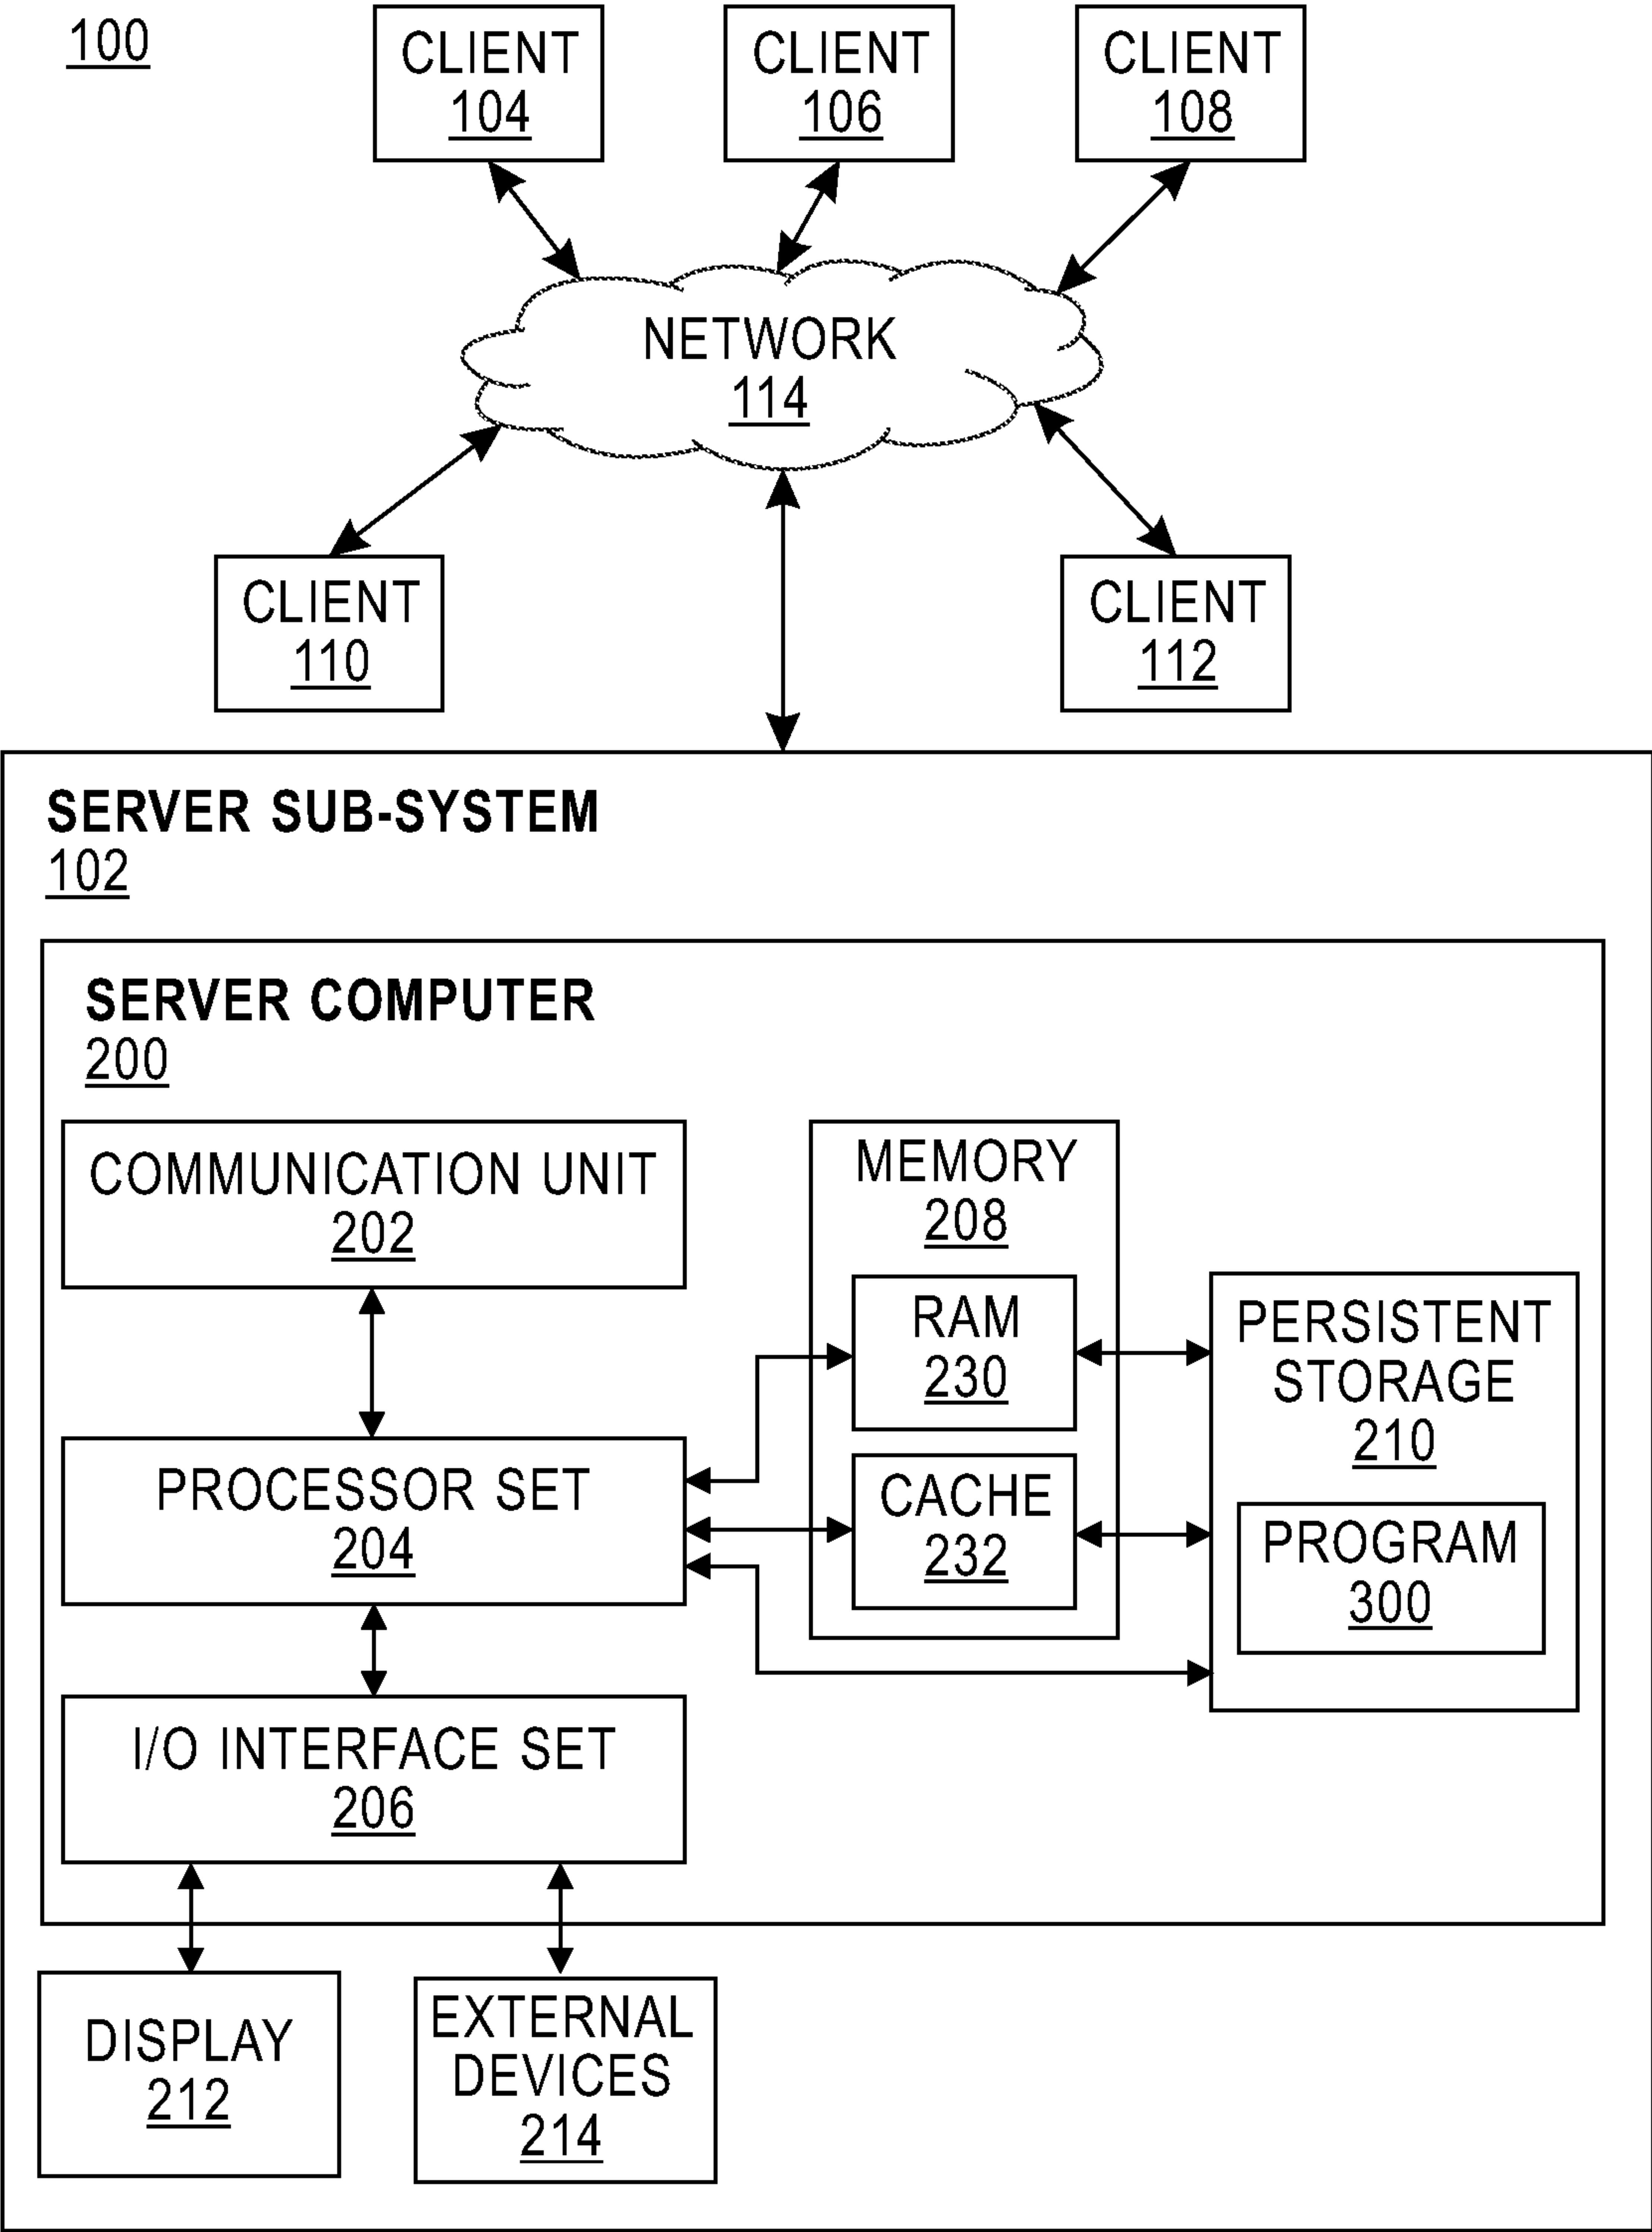 100
CLIENT
104
CLIENT
106
CLIENT
108
NETWORK
114
CLIENT
110
CLIENT
112
SERVER SUB-SYSTEM
102
SERVER COMPUTER
200
COMMUNICATION UNIT
202
PROCESSOR SET
204
I/O INTERFACE SET
206
MEMORY
208
RAM
230
CACHE
232
PERSISTENT
STORAGE
210
PROGRAM
300
DISPLAY
212
EXTERNAL
DEVICES
214